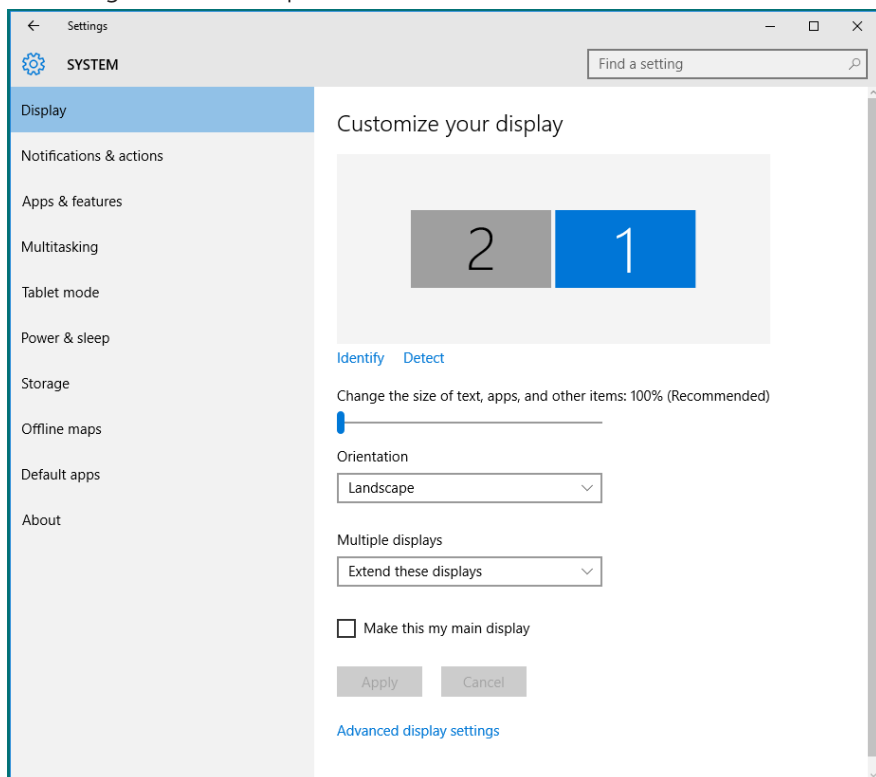 Settings
SYSTEM
Find a setting
Display
Notifications & actions
Apps & features
Multitasking
Tablet mode
Power & sleep
Storage
Offline maps
Default apps
About
Customize your display
2 1
Identify Detect
Change the size of text, apps, and other items: 100% (Recommended)
Orientation
Landscape
Multiple displays
Extend these displays
Make this my main display
Apply Cancel
Advanced display settings